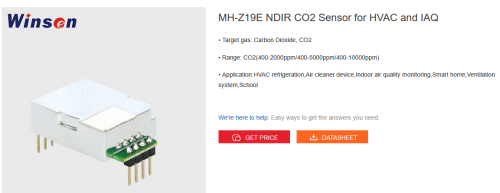 Winsen
MH-Z19E NDIR CO2 Sensor for HVAC and IAQ
• Target gas: Carbon Dioxide, CO2
• Range: CO2(400-2000ppm/400-5000ppm/400-10000ppm)
• Application:HVAC refrigeration,Air cleaner device,Indoor air quality monitoring,Smart home,Ventilation
system,School
We're here to help: Easy ways to get the answers you need.
GET PRICE
DATASHEET